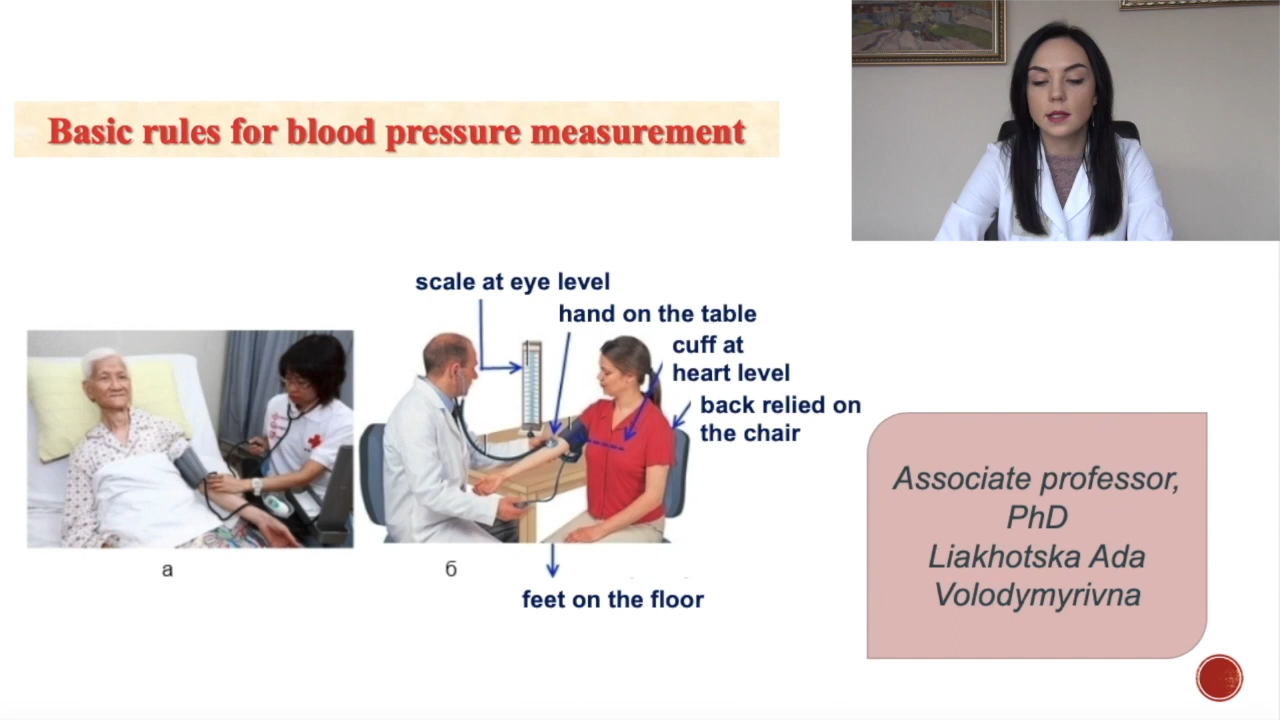 Basic rules for blood pressure measurement
scale at eye level
hand on the table
cuff at
heart level
back relied on
the chair
а
б
feet on the floor
Associate professor,
PhD
Liakhotska Ada
Volodymyrivna